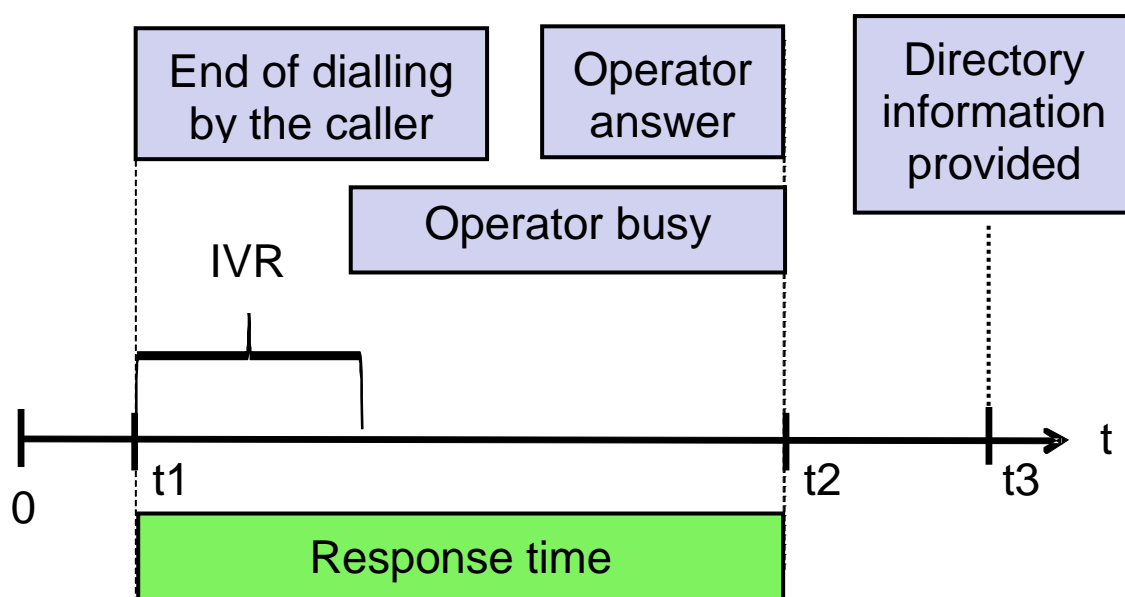 End of dialling
by the caller
Operator
answer
Directory
information
provided
Operator busy
IVR
t
t1
t2
t3
0
Response time